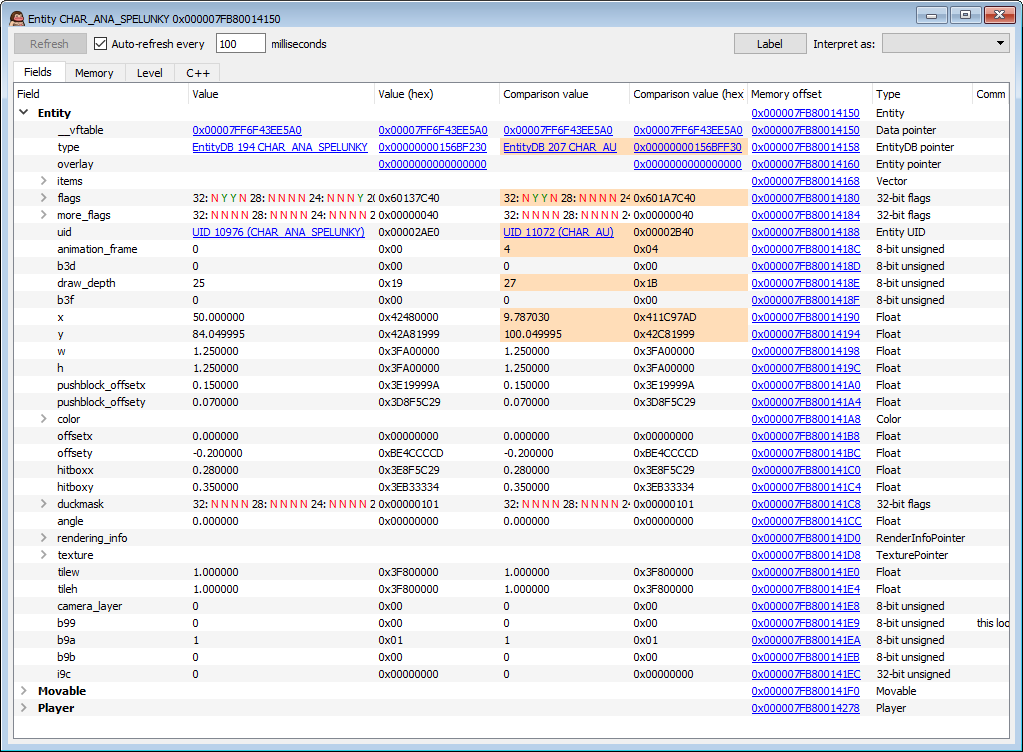 Entity CHAR_ANA_SPELUNKY 0x000007FB80014150
Refresh Auto-refresh every 100 milliseconds Label Interpret as:
Fields Memory Level C++
Field Value Value (hex) Comparison value Comparison value (hex Memory offset Type Comm
Entity 0x000007FB80014150 Entity
__vftable 0x00007FF6F43EE5A0 0x00007FF6F43EE5A0 0x00007FF6F43EE5A0 0x00007FF6F43EE5A0 0x000007FB80014150 Data pointer
type EntityDB 194 CHAR_ANA_SPELUNKY 0x00000000156BF230 EntityDB 207 CHAR_AU 0x00000000156BFF30 0x000007FB80014158 EntityDB pointer
overlay 0x0000000000000000 0x0000000000000000 0x000007FB80014160 Entity pointer
items 0x000007FB80014168 Vector
flags 32: N Y Y N 28: N N N N 24: N N N Y 20 0x60137C40 32: N Y Y N 28: N N N N 24 0x601A7C40 0x000007FB80014180 32-bit flags
more_flags 32: N N N N 28: N N N N 24: N N N N 2 0x00000040 32: N N N N 28: N N N N 24 0x00000040 0x000007FB80014184 32-bit flags
uid UID 10976 (CHAR_ANA_SPELUNKY) 0x00002AE0 UID 11072 (CHAR_AU) 0x00002B40 0x000007FB80014188 Entity UID
animation_frame 0 0x00 4 0x04 0x000007FB8001418C 8-bit unsigned
b3d 0 0x00 0 0x00 0x000007FB8001418D 8-bit unsigned
draw_depth 25 0x19 27 0x1B 0x000007FB8001418E 8-bit unsigned
b3f 0 0x00 0 0x00 0x000007FB8001418F 8-bit unsigned
x 50.000000 0x42480000 9.787030 0x411C97AD 0x000007FB80014190 Float
y 84.049995 0x42A81999 100.049995 0x42C81999 0x000007FB80014194 Float
w 1.250000 0x3FA00000 1.250000 0x3FA00000 0x000007FB80014198 Float
h 1.250000 0x3FA00000 1.250000 0x3FA00000 0x000007FB8001419C Float
pushblock_offsetx 0.150000 0x3E19999A 0.150000 0x3E19999A 0x000007FB800141A0 Float
pushblock_offsety 0.070000 0x3D8F5C29 0.070000 0x3D8F5C29 0x000007FB800141A4 Float
color 0x000007FB800141A8 Color
offsetx 0.000000 0x00000000 0.000000 0x00000000 0x000007FB800141B8 Float
offsety -0.200000 0xBE4CCCCD -0.200000 0xBE4CCCCD 0x000007FB800141BC Float
hitboxx 0.280000 0x3E8F5C29 0.280000 0x3E8F5C29 0x000007FB800141C0 Float
hitboxy 0.350000 0x3EB33334 0.350000 0x3EB33334 0x000007FB800141C4 Float
duckmask 32: N N N N 28: N N N N 24: N N N N 2 0x00000101 32: N N N N 28: N N N N 24 0x00000101 0x000007FB800141C8 32-bit flags
angle 0.000000 0x00000000 0.000000 0x00000000 0x000007FB800141CC Float
rendering_info 0x000007FB800141D0 RenderInfoPointer
texture 0x000007FB800141D8 TexturePointer
tilew 1.000000 0x3F800000 1.000000 0x3F800000 0x000007FB800141E0 Float
tileh 1.000000 0x3F800000 1.000000 0x3F800000 0x000007FB800141E4 Float
camera_layer 0 0x00 0 0x00 0x000007FB800141E8 8-bit unsigned
b99 0 0x00 0 0x00 0x000007FB800141E9 8-bit unsigned this loo
b9a 1 0x01 1 0x01 0x000007FB800141EA 8-bit unsigned
b9b 0 0x00 0 0x00 0x000007FB800141EB 8-bit unsigned
i9c 0 0x00000000 0 0x00000000 0x000007FB800141EC 32-bit unsigned
Movable 0x000007FB800141F0 Movable
Player 0x000007FB80014278 Player